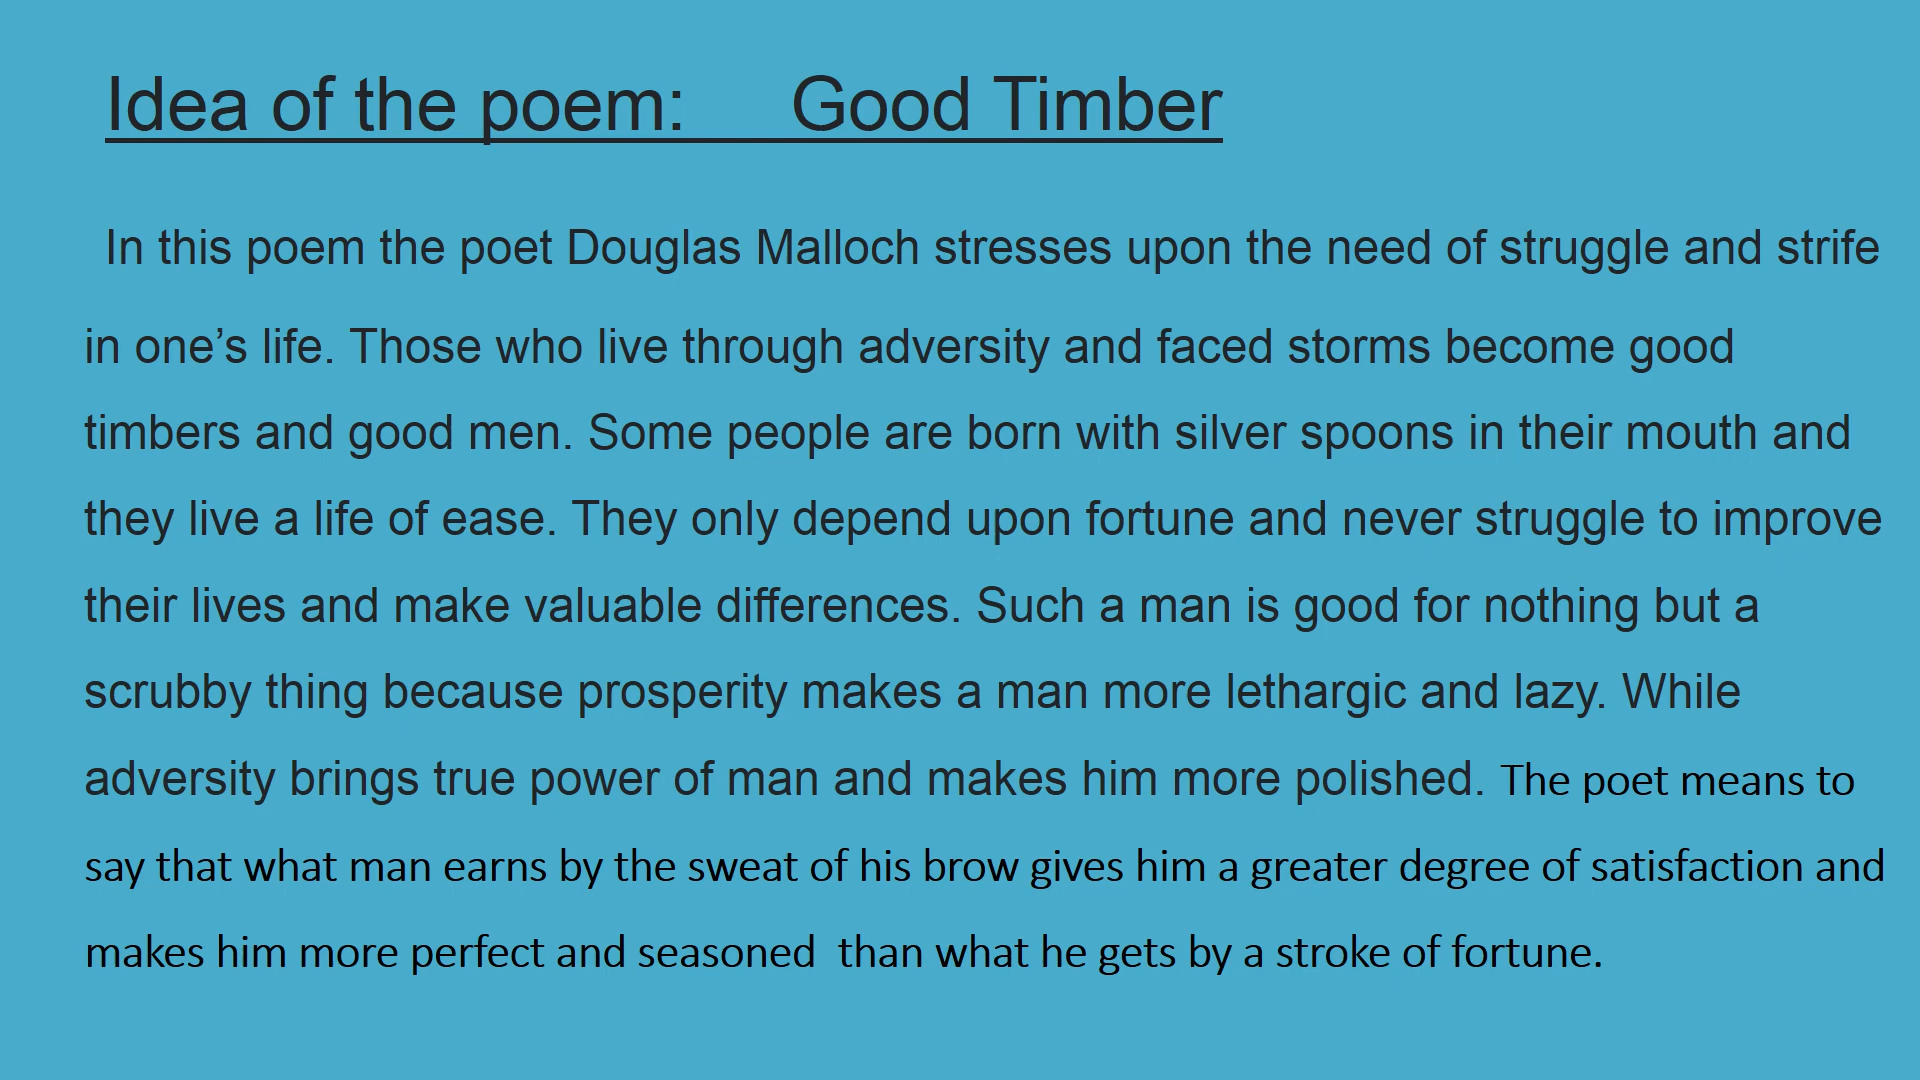 Idea of the poem: Good Timber
In this poem the poet Douglas Malloch stresses upon the need of struggle and strife
in one’s life. Those who live through adversity and faced storms become good
timbers and good men. Some people are born with silver spoons in their mouth and
they live a life of ease. They only depend upon fortune and never struggle to improve
their lives and make valuable differences. Such a man is good for nothing but a
scrubby thing because prosperity makes a man more lethargic and lazy. While
adversity brings true power of man and makes him more polished. The poet means to
say that what man earns by the sweat of his brow gives him a greater degree of satisfaction and
makes him more perfect and seasoned than what he gets by a stroke of fortune.